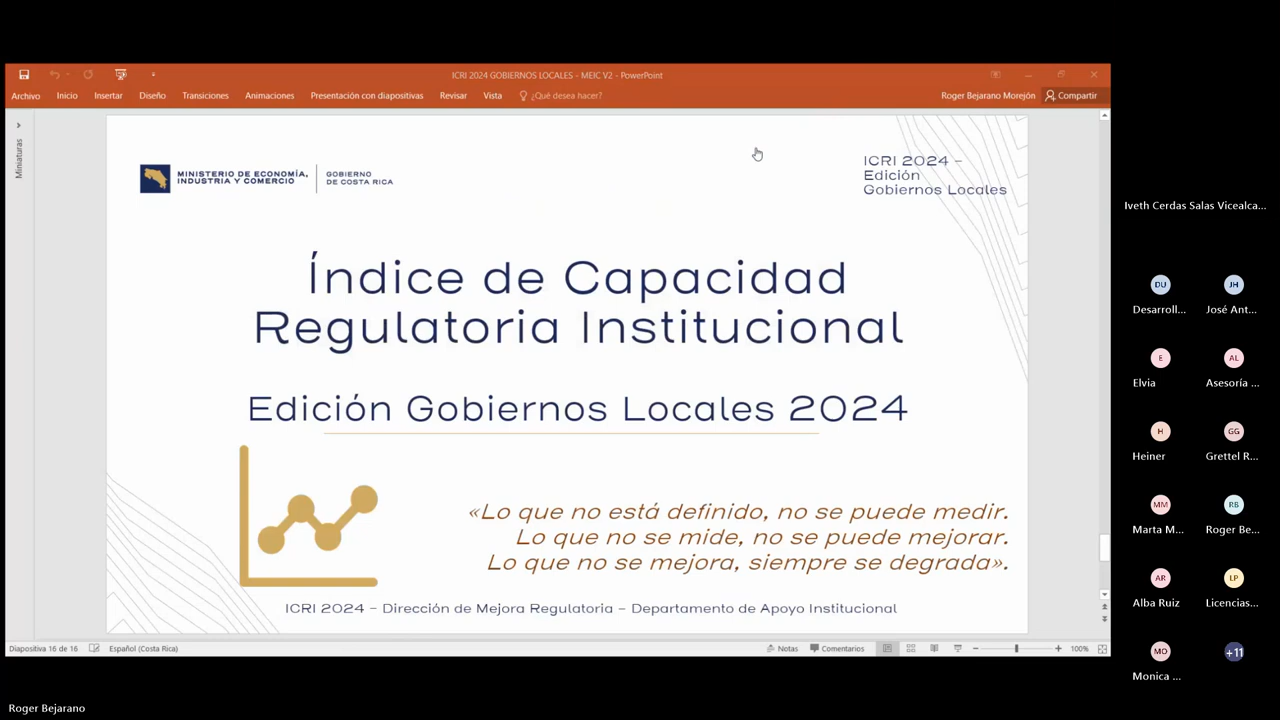 ICRI 2024 GOBIERNOS LOCALES - MEIC V2 - PowerPoint
Archivo Inicio Insertar Diseño Transiciones Animaciones Presentación con diapositivas Revisar Vista ¿Qué desea hacer? Roger Bejarano Morejón Compartir
Miniaturas
MINISTERIO DE ECONOMÍA,
INDUSTRIA Y COMERCIO
GOBIERNO
DE COSTA RICA
ICRI 2024 –
Edición
Gobiernos Locales
Índice de Capacidad
Regulatoria Institucional
Edición Gobiernos Locales 2024
«Lo que no está definido, no se puede medir.
Lo que no se mide, no se puede mejorar.
Lo que no se mejora, siempre se degrada».
ICRI 2024 – Dirección de Mejora Regulatoria – Departamento de Apoyo Institucional
Diapositiva 16 de 16 Español (Costa Rica) Notas Comentarios 100%
Iveth Cerdas Salas Vicealca...
DU JH
Desarroll... José Ant...
E AL
Elvia Asesoría ...
H GG
Heiner Grettel R...
MM RB
Marta M... Roger Be...
AR LP
Alba Ruiz Licencias...
MO +11
Monica ...
Roger Bejarano